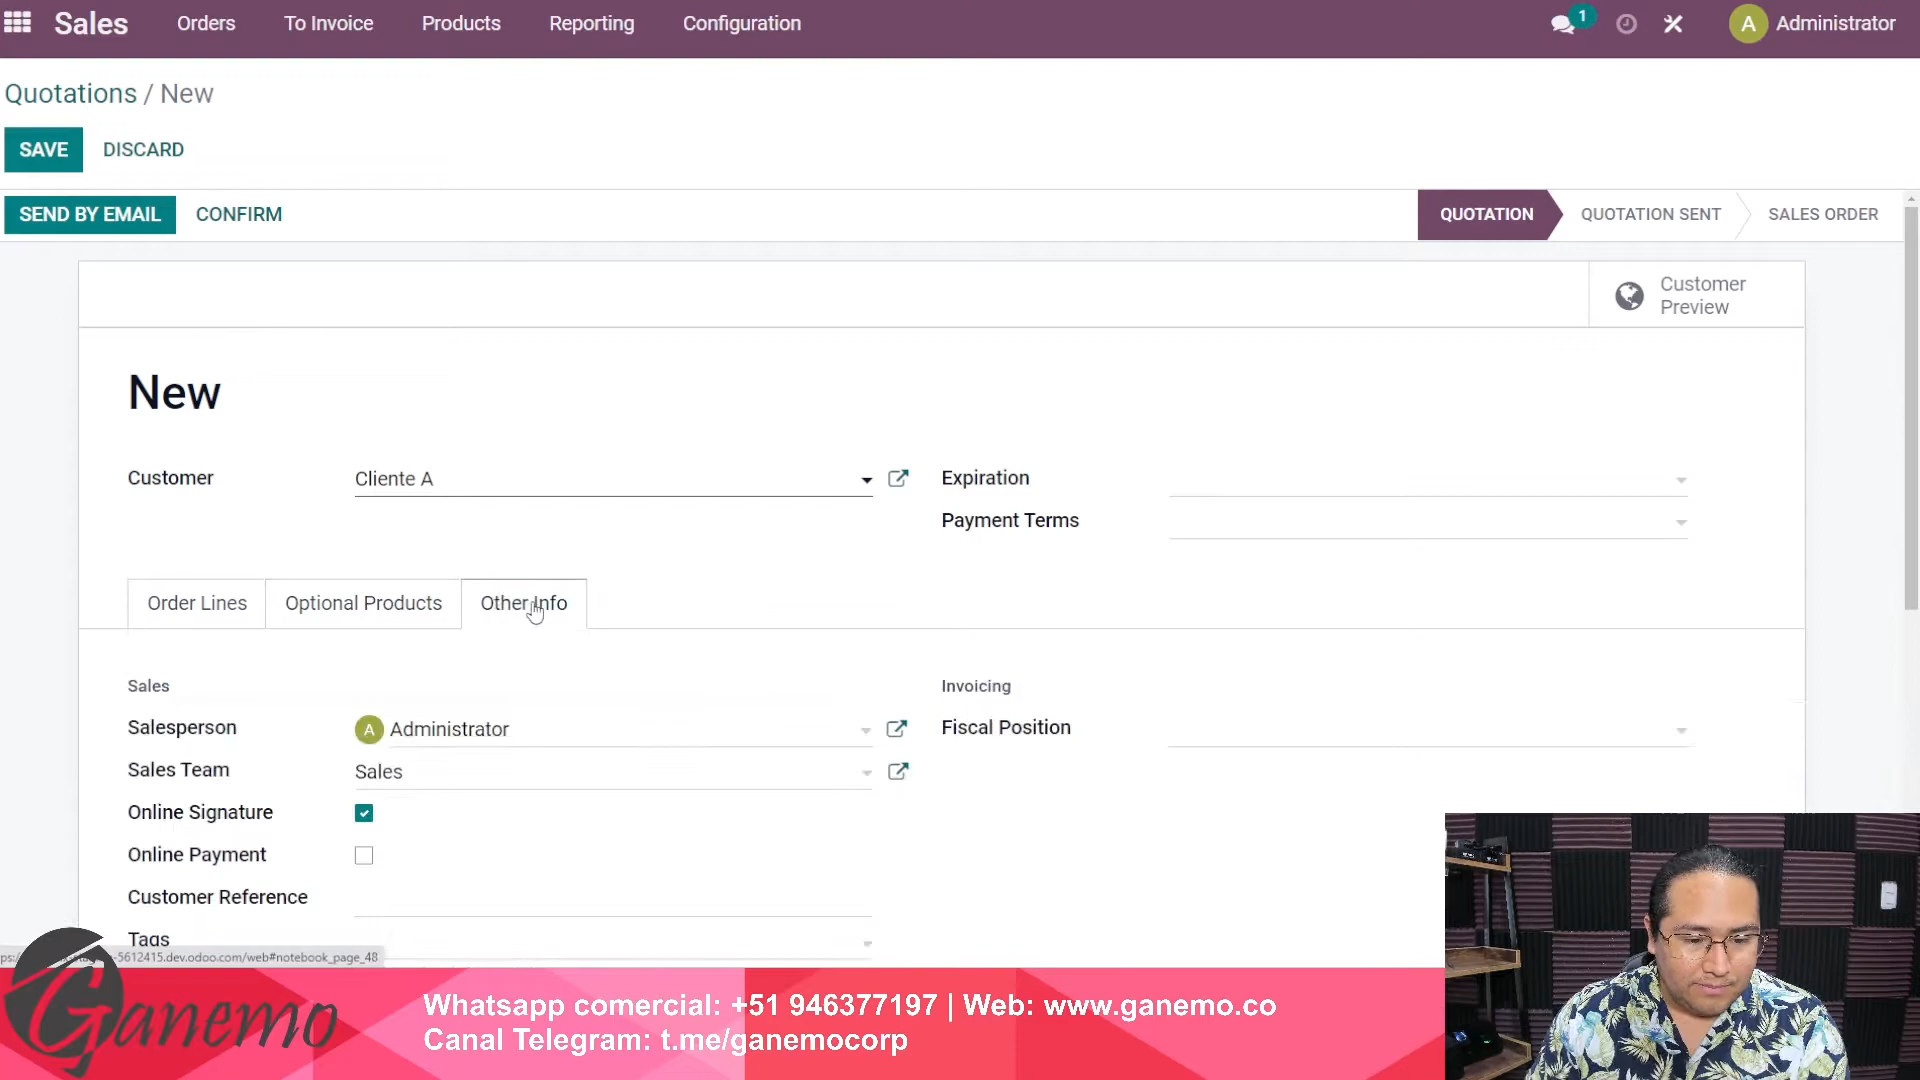 Sales Orders To Invoice Products Reporting Configuration 1 A Administrator
Quotations / New
SAVE DISCARD
SEND BY EMAIL CONFIRM QUOTATION QUOTATION SENT SALES ORDER
Customer
Preview
New
Customer Cliente A Expiration
Payment Terms
Order Lines Optional Products Other Info
Sales Invoicing
Salesperson A Administrator Fiscal Position
Sales Team Sales
Online Signature
Online Payment
Customer Reference
Tags
-5612415.dev.odoo.com/web#notebook_page_48
Ganemo
Whatsapp comercial: +51 946377197 | Web: www.ganemo.co
Canal Telegram: t.me/ganemocorp